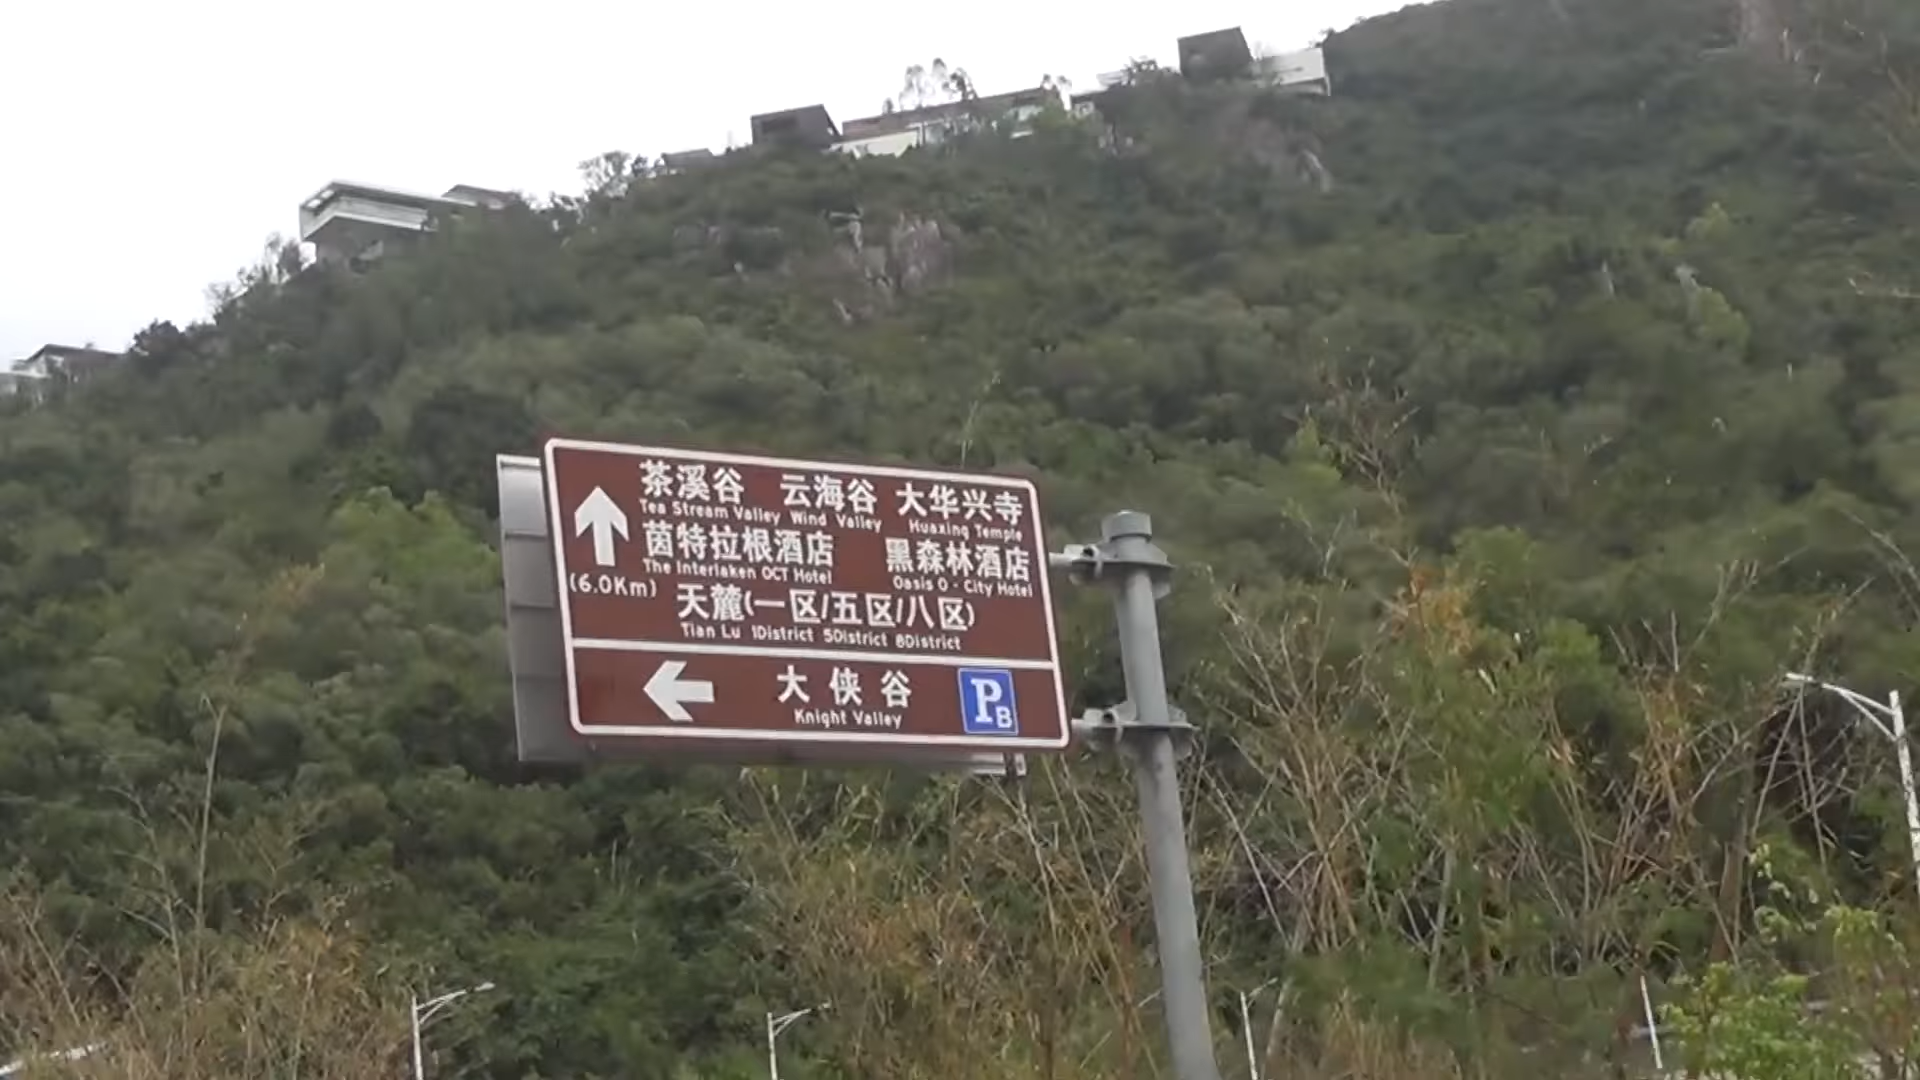 茶溪谷 云海谷 大华兴寺
Tea Stream Valley Wind Valley Huaxing Temple
茵特拉根酒店 黑森林酒店
The Interlaken OCT Hotel Oasis O·City Hotel
(6.0Km)
天麓(一区/五区/八区)
Tian Lu 1District 5District 8District
大侠谷
Knight Valley
PB